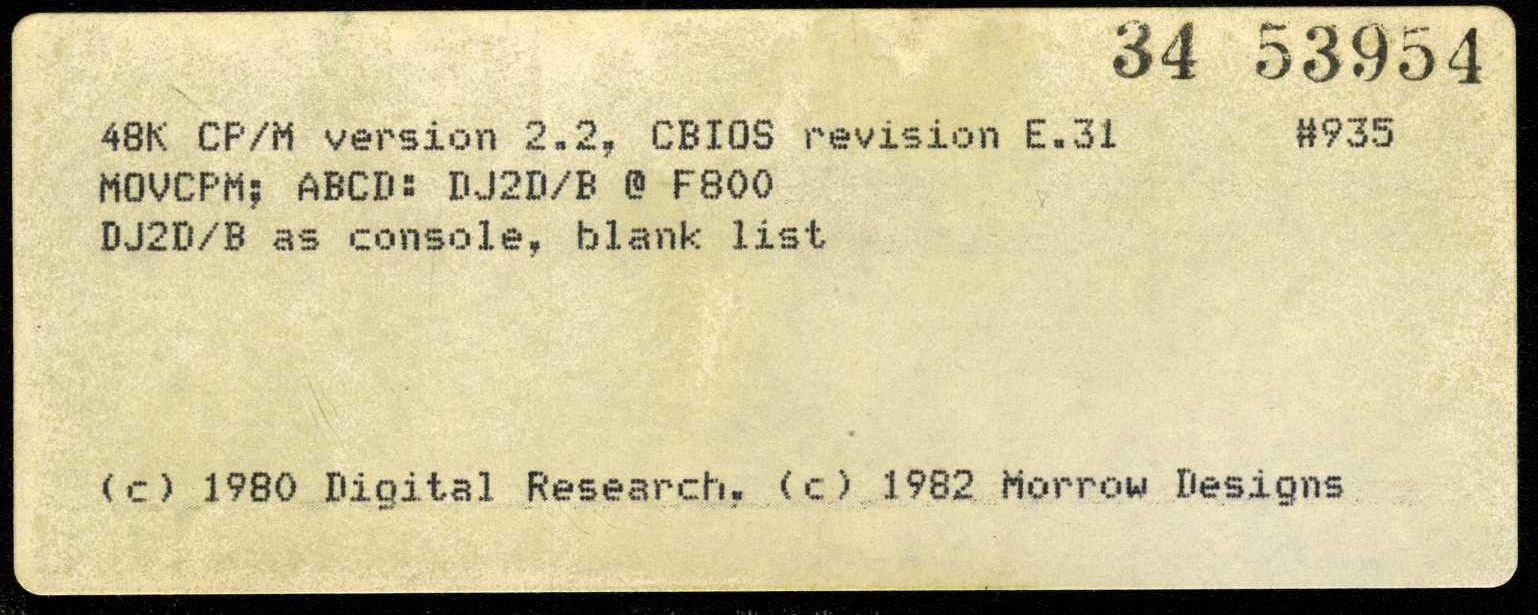 34 53954
48K CP/M version 2.2, CBIOS revision E.31 #935
MOVCPM; ABCD: DJ2D/B @ F800
DJ2D/B as console, blank list
(c) 1980 Digital Research, (c) 1982 Morrow Designs